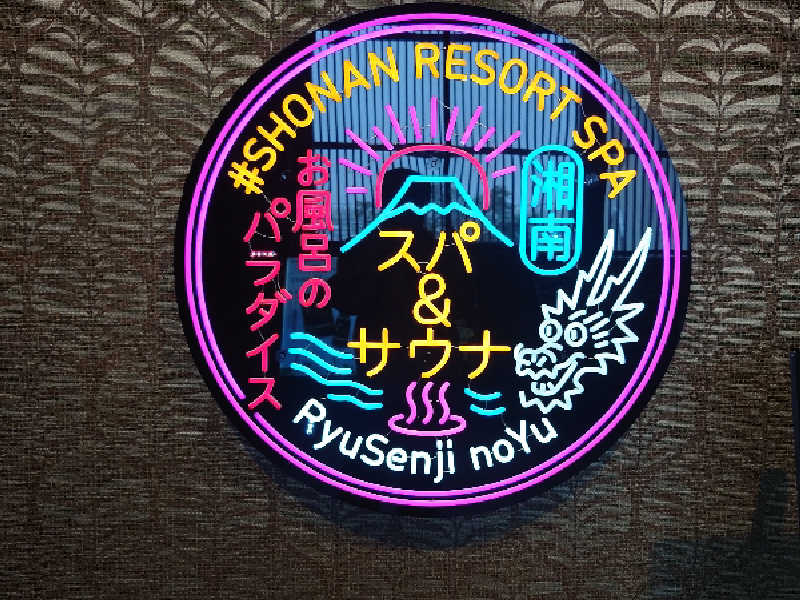 #SHONAN RESORT SPA
湘南
お風呂の
パラダイス
スパ
&
サウナ
RyuSenji noYu